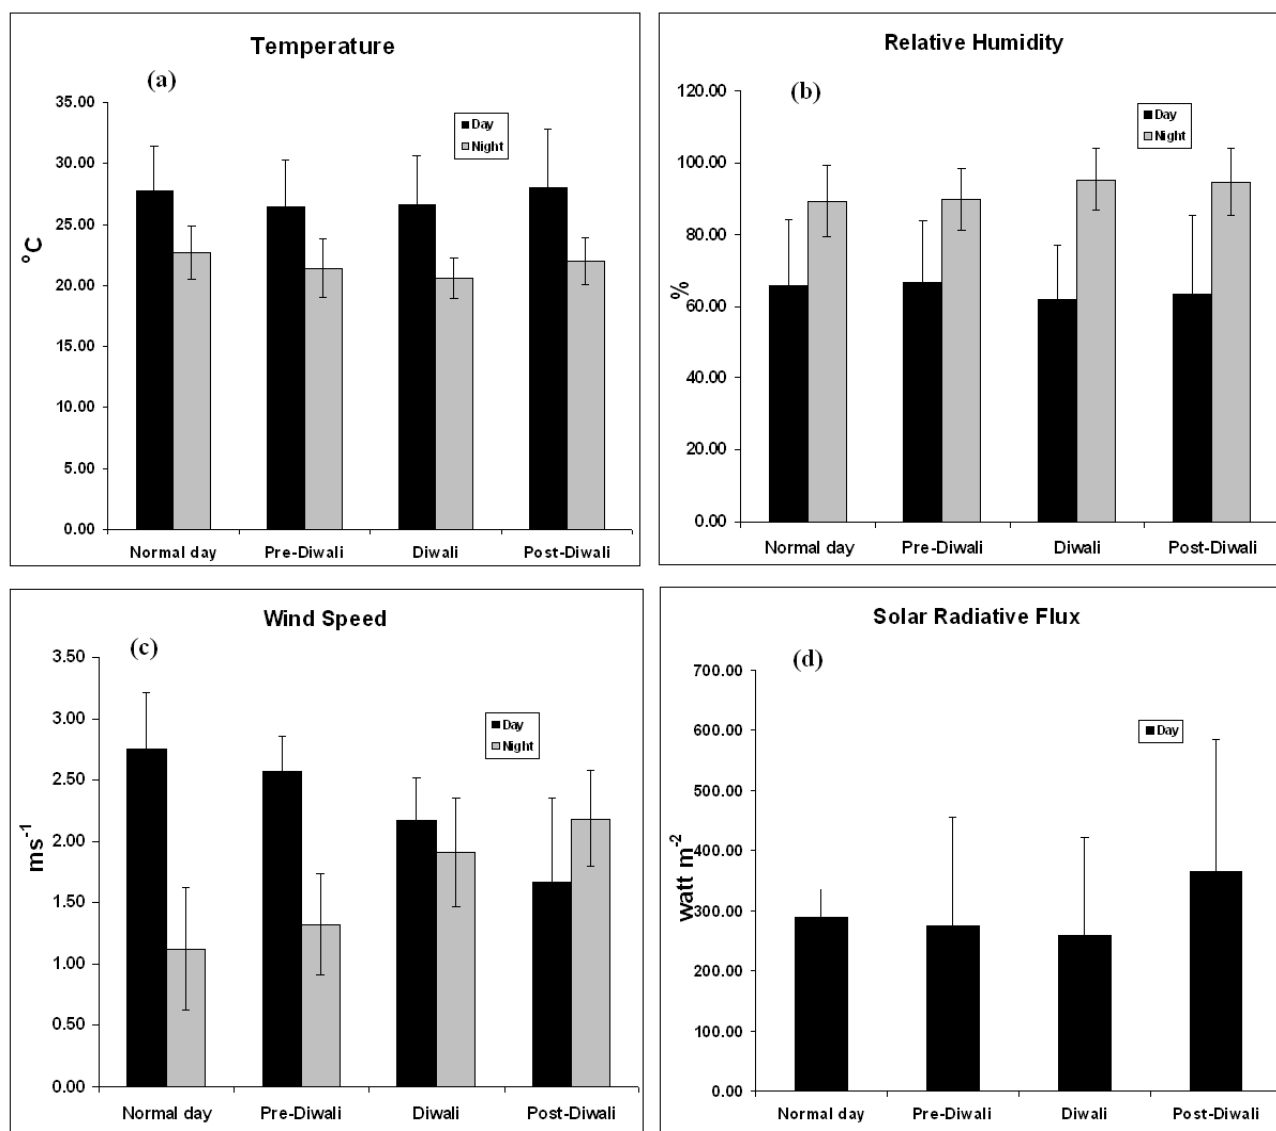 Temperature
(a)
35.00
30.00
25.00
20.00
15.00
10.00
5.00
0.00
°C
Day
Night
Normal day
Pre-Diwali
Diwali
Post-Diwali
Relative Humidity
(b)
120.00
100.00
80.00
60.00
40.00
20.00
0.00
%
Day
Night
Normal day
Pre-Diwali
Diwali
Post-Diwali
Wind Speed
(c)
3.50
3.00
2.50
2.00
1.50
1.00
0.50
0.00
ms⁻¹
Day
Night
Normal day
Pre-Diwali
Diwali
Post-Diwali
Solar Radiative Flux
(d)
700.00
600.00
500.00
400.00
300.00
200.00
100.00
0.00
watt m⁻²
Day
Normal day
Pre-Diwali
Diwali
Post-Diwali